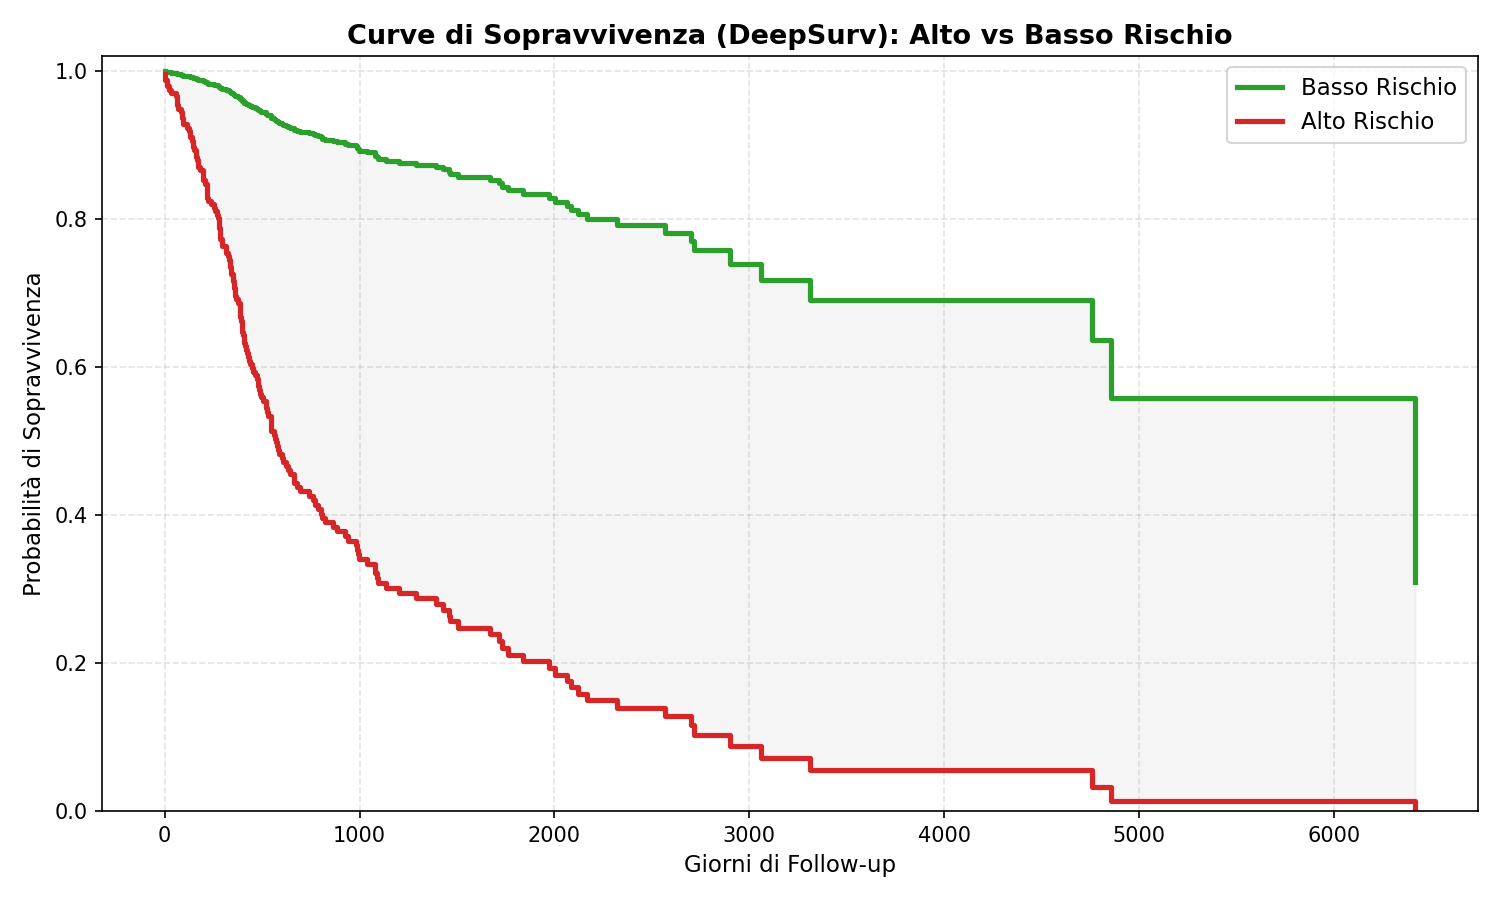 Curve di Sopravvivenza (DeepSurv): Alto vs Basso Rischio
Basso Rischio
Alto Rischio
Probabilità di Sopravvivenza
1.0
0.8
0.6
0.4
0.2
0.0
0 1000 2000 3000 4000 5000 6000
Giorni di Follow-up